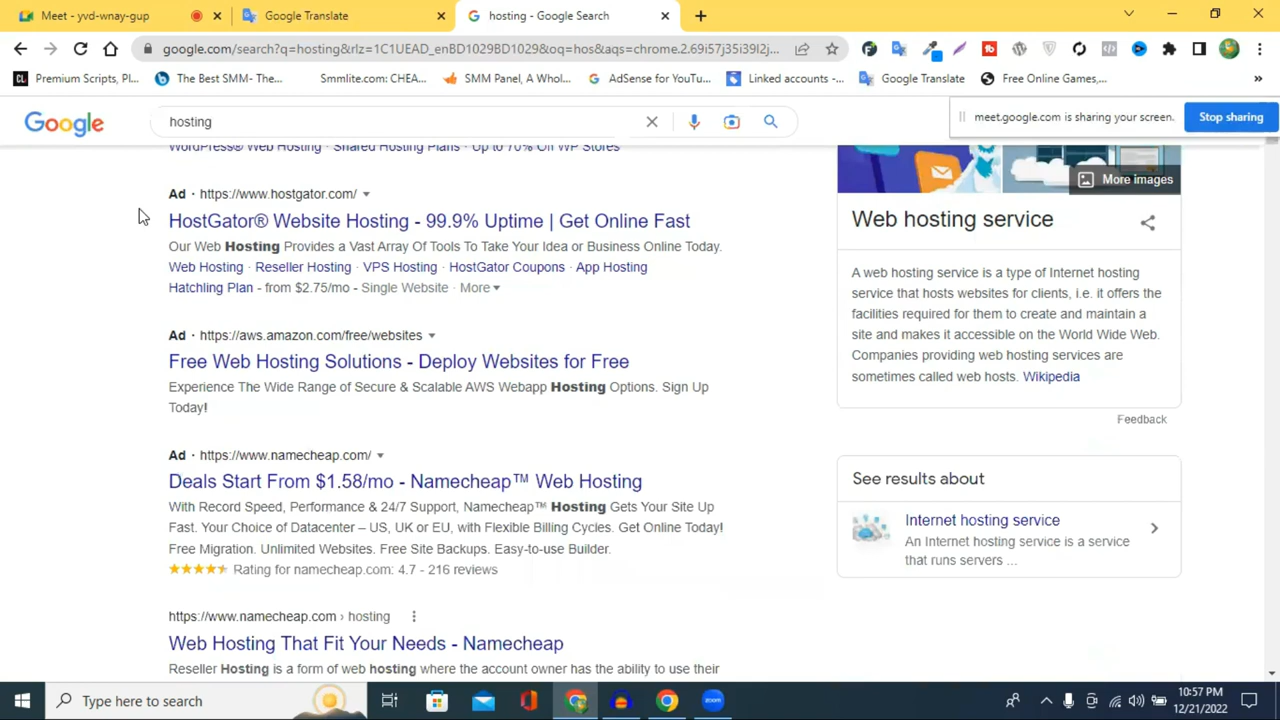 Meet - yvd-wnay-gup
Google Translate
hosting - Google Search
google.com/search?q=hosting&rlz=1C1UEAD_enBD1029BD1029&oq=hos&aqs=chrome.2.69i57j35i39l2j...
CL Premium Scripts, Pl...
The Best SMM- The...
Smmlite.com: CHEA...
SMM Panel, A Whol...
AdSense for YouTu...
Linked accounts -...
Google Translate
Free Online Games,...
»
Google
hosting
meet.google.com is sharing your screen.
Stop sharing
WordPress® Web Hosting · Shared Hosting Plans · Up to 70% Off WP Stores
Ad · https://www.hostgator.com/
HostGator® Website Hosting - 99.9% Uptime | Get Online Fast
Our Web Hosting Provides a Vast Array Of Tools To Take Your Idea or Business Online Today.
Web Hosting · Reseller Hosting · VPS Hosting · HostGator Coupons · App Hosting
Hatchling Plan - from $2.75/mo - Single Website · More
Ad · https://aws.amazon.com/free/websites
Free Web Hosting Solutions - Deploy Websites for Free
Experience The Wide Range of Secure & Scalable AWS Webapp Hosting Options. Sign Up
Today!
Ad · https://www.namecheap.com/
Deals Start From $1.58/mo - Namecheap™ Web Hosting
With Record Speed, Performance & 24/7 Support, Namecheap™ Hosting Gets Your Site Up
Fast. Your Choice of Datacenter – US, UK or EU, with Flexible Billing Cycles. Get Online Today!
Free Migration. Unlimited Websites. Free Site Backups. Easy-to-use Builder.
Rating for namecheap.com: 4.7 - 216 reviews
https://www.namecheap.com › hosting
Web Hosting That Fit Your Needs - Namecheap
Reseller Hosting is a form of web hosting where the account owner has the ability to use their
More images
Web hosting service
A web hosting service is a type of Internet hosting
service that hosts websites for clients, i.e. it offers the
facilities required for them to create and maintain a
site and makes it accessible on the World Wide Web.
Companies providing web hosting services are
sometimes called web hosts. Wikipedia
Feedback
See results about
Internet hosting service
An Internet hosting service is a service
that runs servers ...
Type here to search
zoom
10:57 PM
12/21/2022